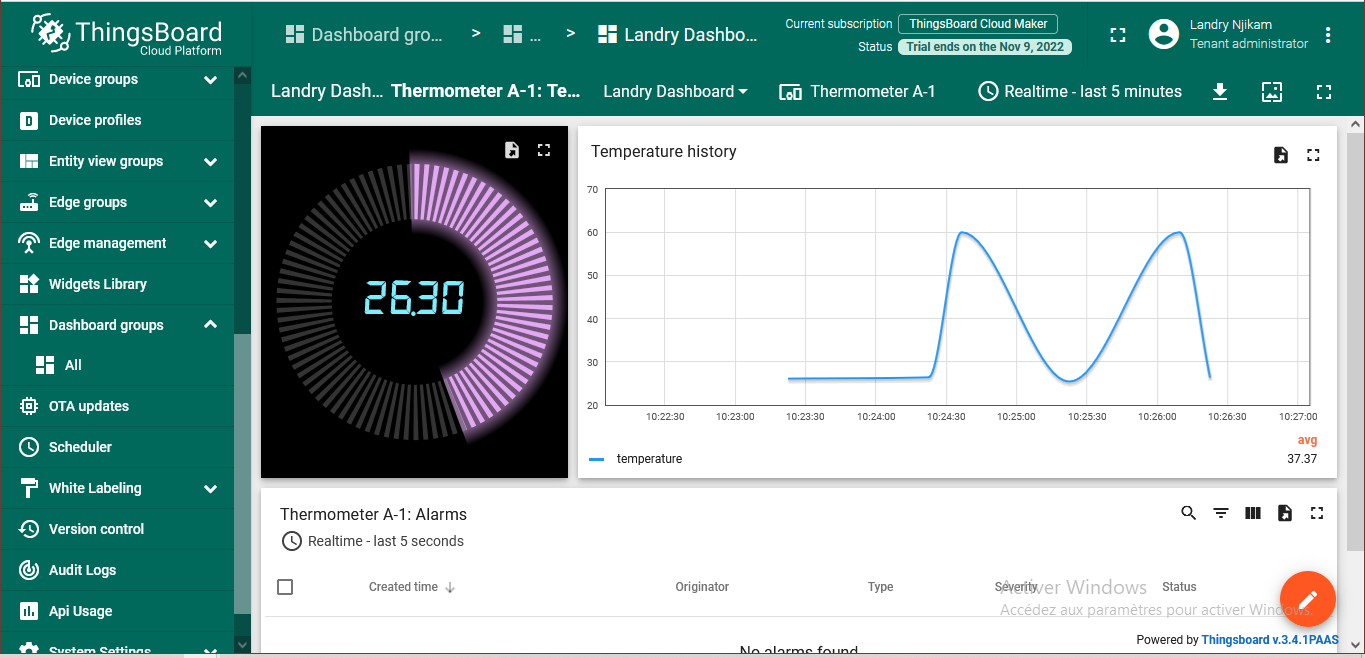 ThingsBoard
Cloud Platform
Dashboard gro... > ... > Landry Dashbo...
Current subscription ThingsBoard Cloud Maker
Status Trial ends on the Nov 9, 2022
Landry Njikam
Tenant administrator
Landry Dash... Thermometer A-1: Te... Landry Dashboard Thermometer A-1 Realtime - last 5 minutes
Device groups
Device profiles
Entity view groups
Edge groups
Edge management
Widgets Library
Dashboard groups
All
OTA updates
Scheduler
White Labeling
Version control
Audit Logs
Api Usage
System Settings
26.30
Temperature history
70
60
50
40
30
20
10:22:30 10:23:00 10:23:30 10:24:00 10:24:30 10:25:00 10:25:30 10:26:00 10:26:30 10:27:00
avg
temperature 37.37
Thermometer A-1: Alarms
Realtime - last 5 seconds
Created time Originator Type Severity Status
Activer Windows
Accédez aux paramètres pour activer Windows.
No alarms found
Powered by Thingsboard v.3.4.1PAAS